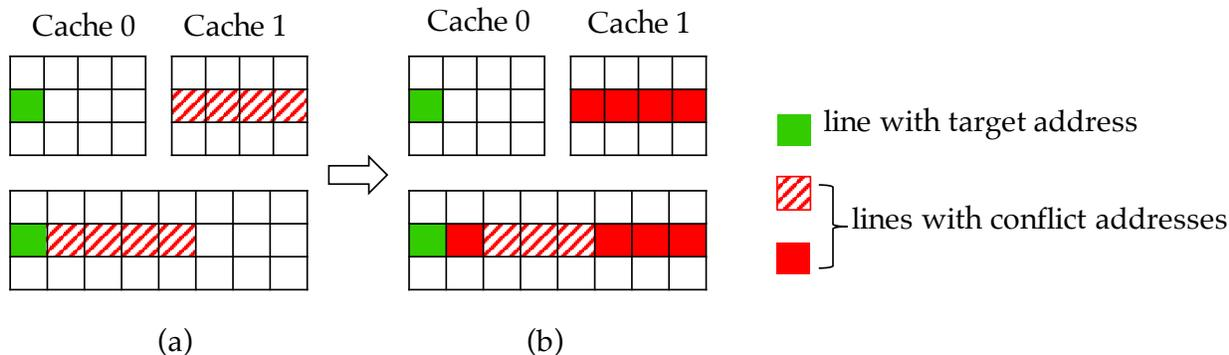 Cache 0 Cache 1
Cache 0 Cache 1
line with target address
lines with conflict addresses
(a)
(b)